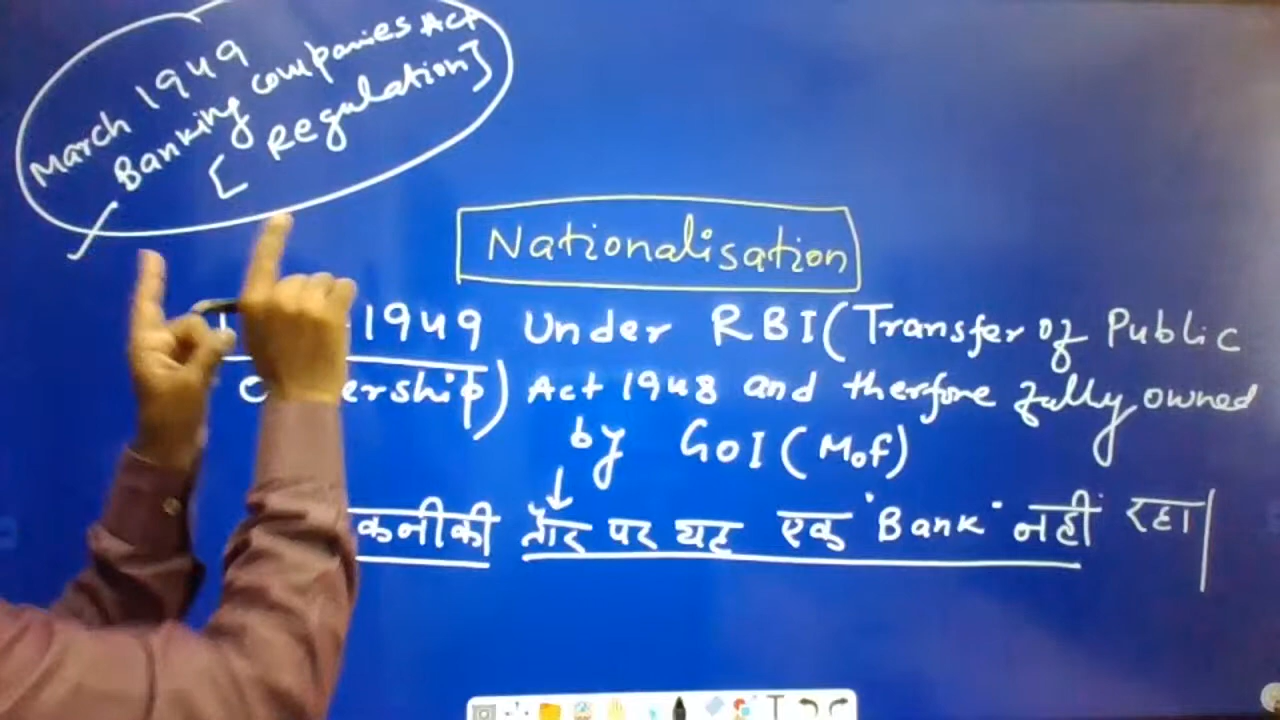 March 1949
Banking companies Act
[Regulation]
Nationalisation
1949 Under RBI (Transfer of Public
ership) Act 1948 and therfore fully owned
by GOI (Mof)
कनीकी तौर पर यह एक "Bank" नही रहा|